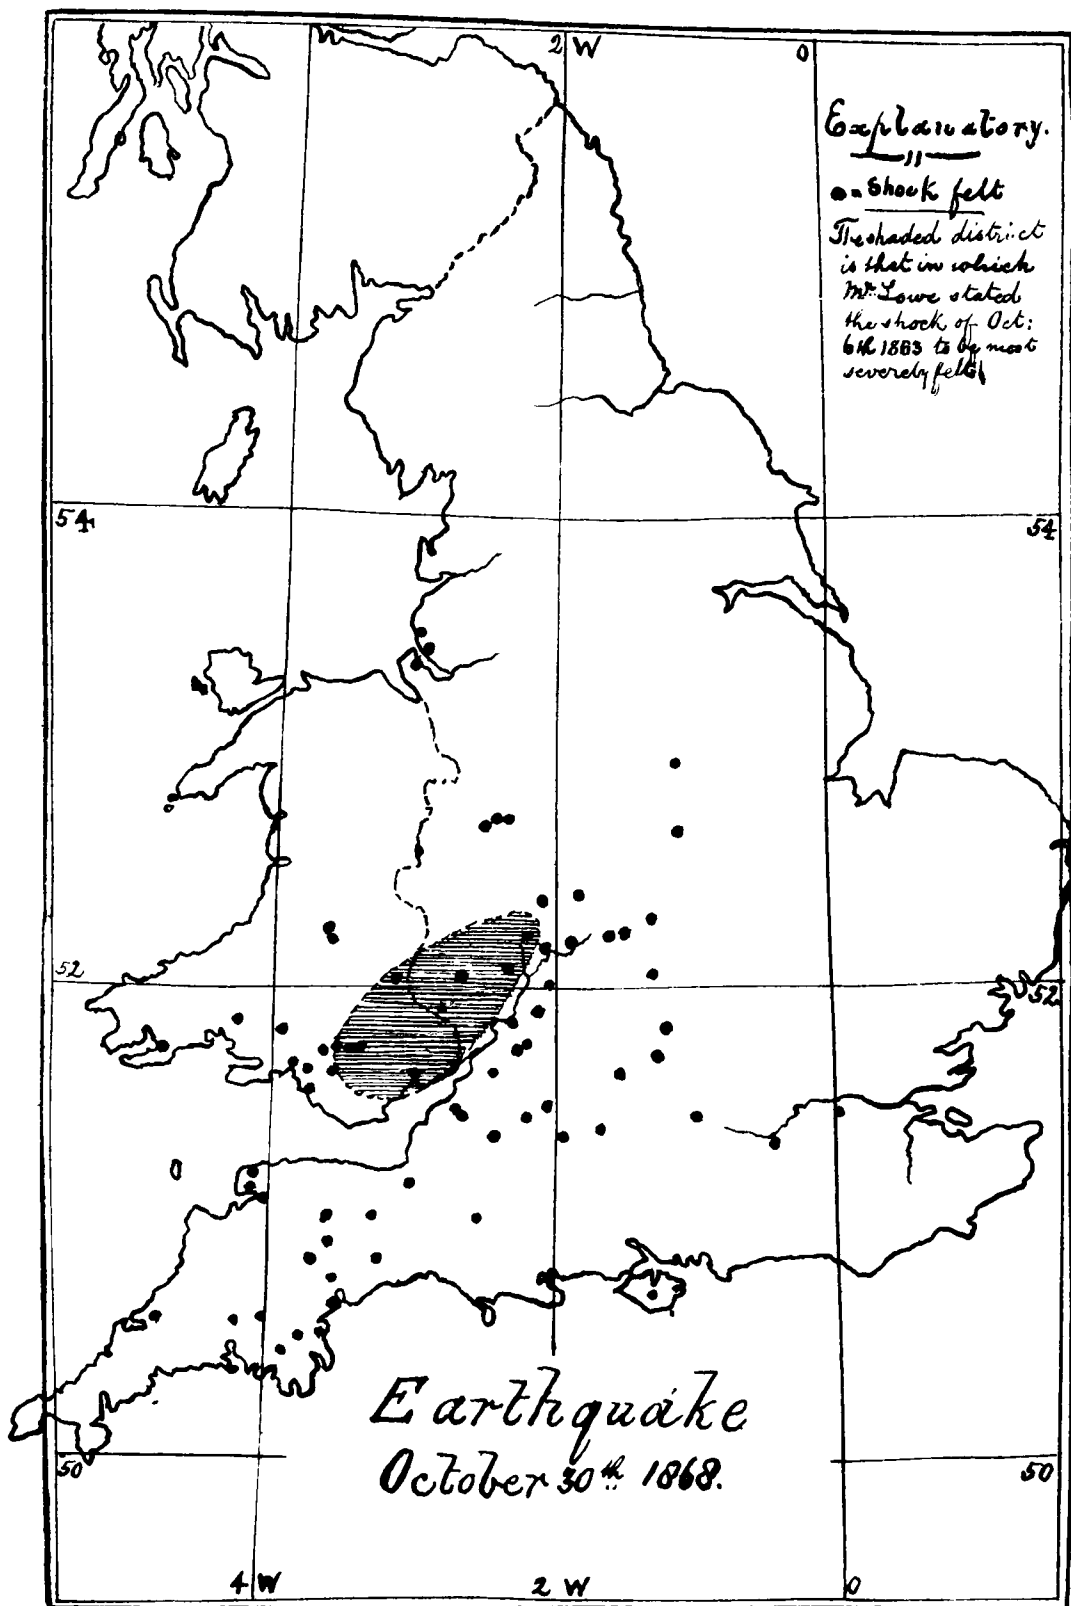 2 W
0
Explanatory.
• = Shock felt
The shaded district
is that in which
Mr. Lowe stated
the shock of Oct:
6th 1863 to be most
severely felt
54
54
52
52
Earthquake
October 30th 1868.
50
50
4 W
2 W
0